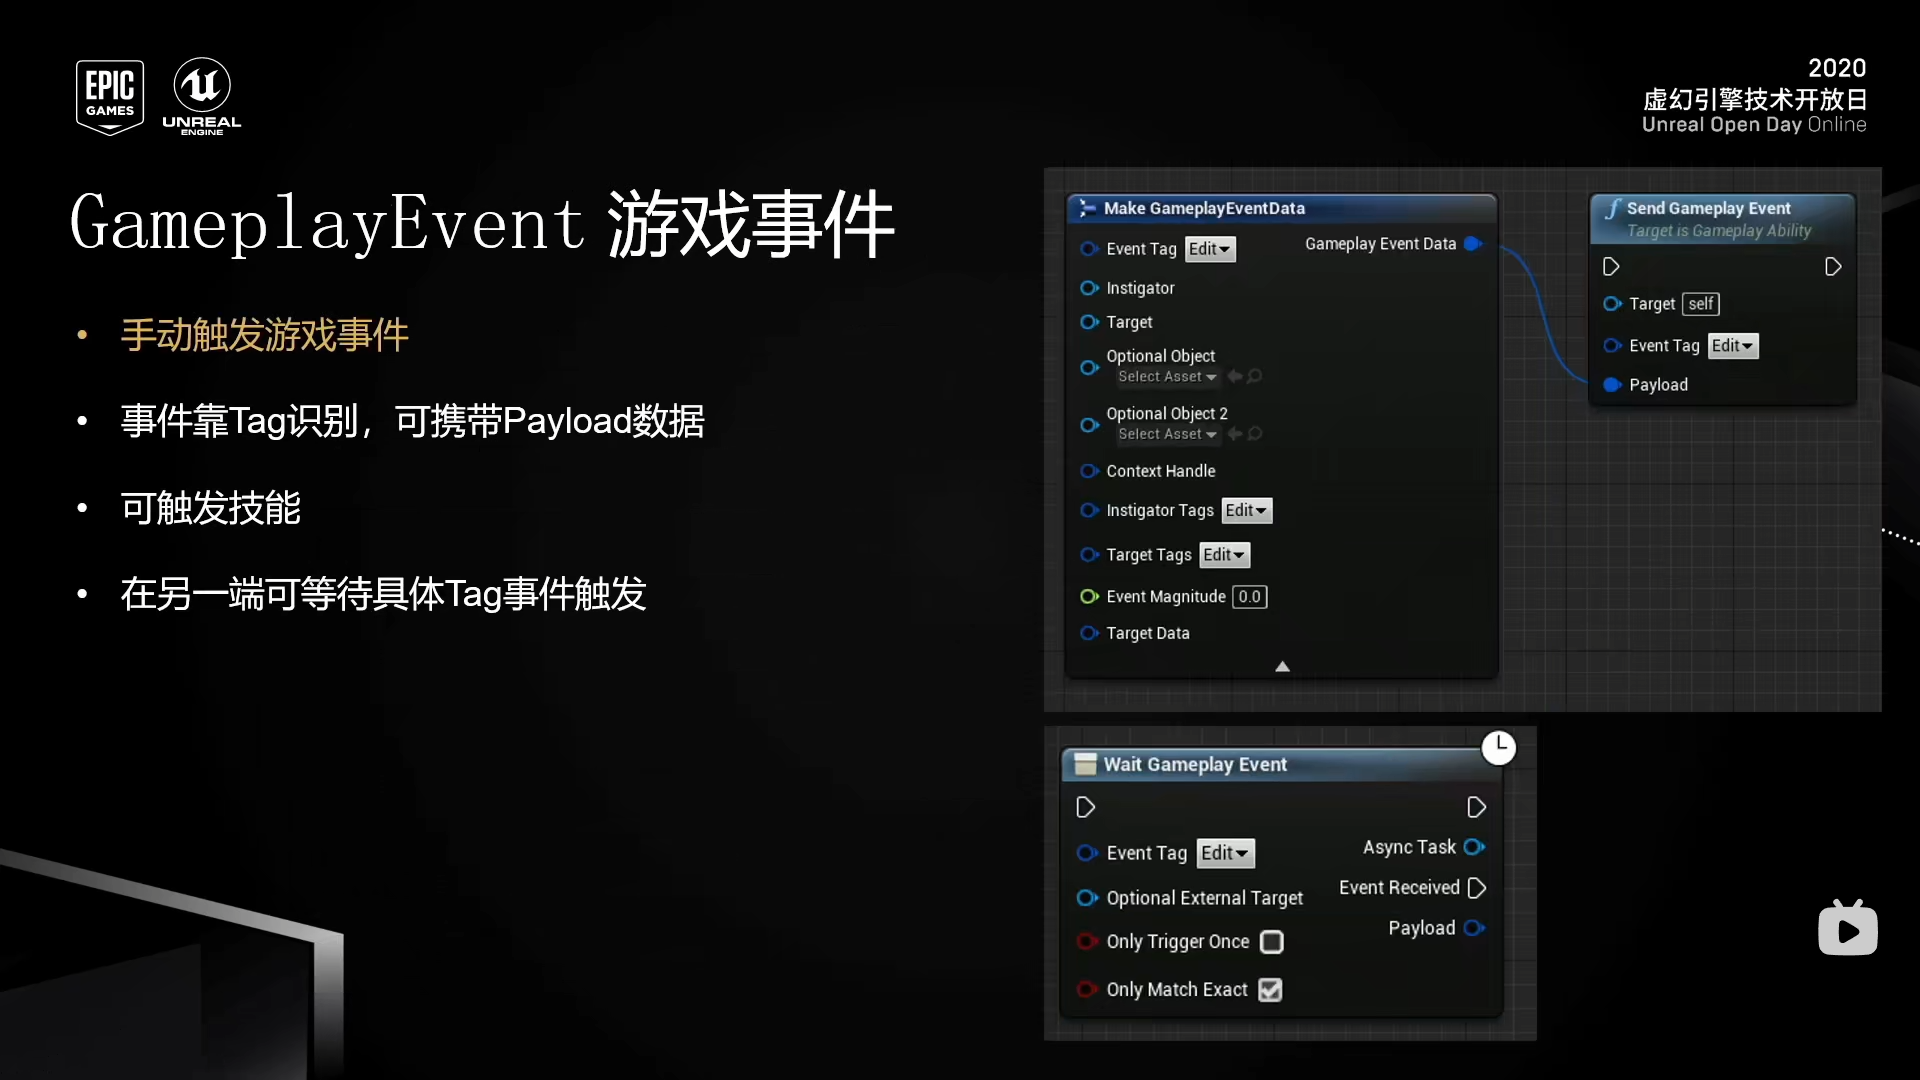 EPIC
GAMES
UNREAL
ENGINE
2020
虚幻引擎技术开放日
Unreal Open Day Online
GameplayEvent 游戏事件
• 手动触发游戏事件
• 事件靠Tag识别，可携带Payload数据
• 可触发技能
• 在另一端可等待具体Tag事件触发
Make GameplayEventData
Event Tag Edit
Gameplay Event Data
Instigator
Target
Optional Object
Select Asset
Optional Object 2
Select Asset
Context Handle
Instigator Tags Edit
Target Tags Edit
Event Magnitude 0.0
Target Data
f Send Gameplay Event
Target is Gameplay Ability
Target self
Event Tag Edit
Payload
Wait Gameplay Event
Event Tag Edit
Optional External Target
Only Trigger Once
Only Match Exact
Async Task
Event Received
Payload